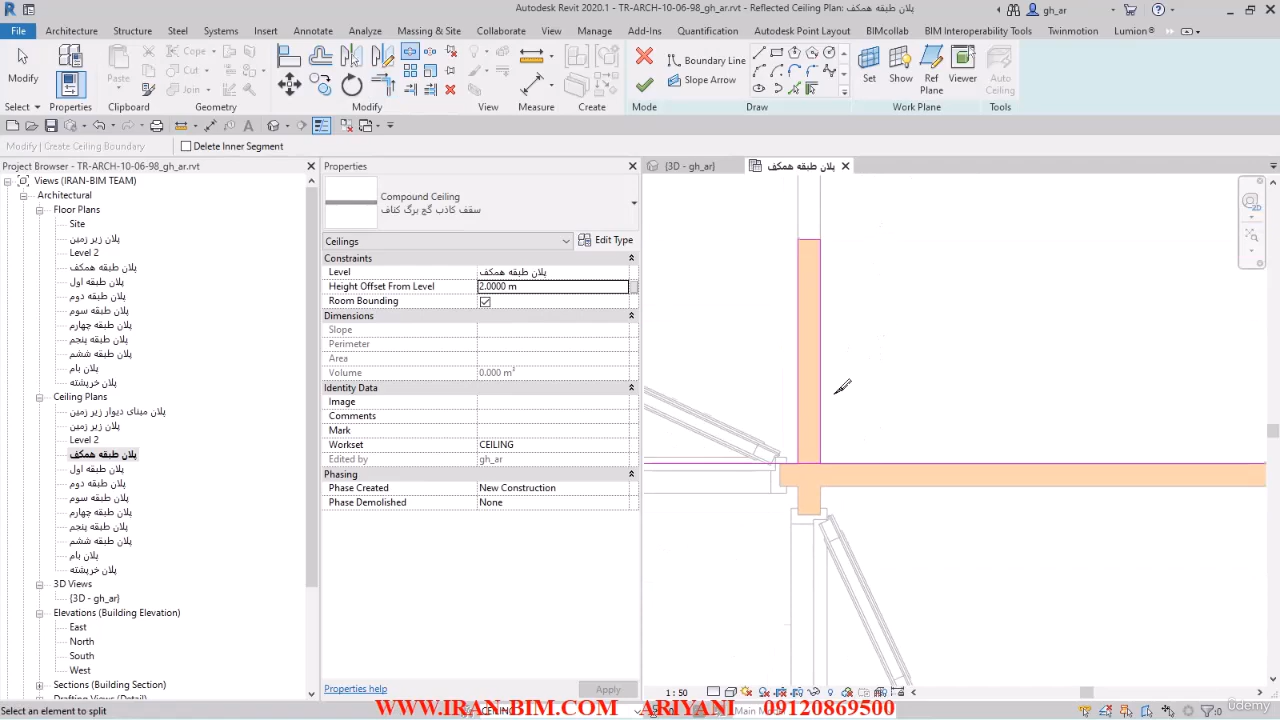 Autodesk Revit 2020.1 - TR-ARCH-10-06-98_gh_ar.rvt - Reflected Ceiling Plan: پلان طبقه همکف
gh_ar
File Architecture Structure Steel Systems Insert Annotate Analyze Massing & Site Collaborate View Manage Add-Ins Quantification Autodesk Point Layout BIMcollab BIM Interoperability Tools Twinmotion Lumion®
Modify Paste Cope Cut Join Boundary Line Slope Arrow Set Show Ref Plane Viewer Auto Ceiling
Select Properties Clipboard Geometry Modify View Measure Create Mode Draw Work Plane Tools
Modify | Create Ceiling Boundary Delete Inner Segment
Project Browser - TR-ARCH-10-06-98_gh_ar.rvt
Views (IRAN-BIM TEAM)
Architectural
Floor Plans
Site
پلان زیر زمین
Level 2
پلان طبقه همکف
پلان طبقه اول
پلان طبقه دوم
پلان طبقه سوم
پلان طبقه چهارم
پلان طبقه پنجم
پلان طبقه ششم
پلان بام
پلان خرپشته
Ceiling Plans
پلان مبنای دیوار زیر زمین
پلان زیر زمین
Level 2
پلان طبقه همکف
پلان طبقه اول
پلان طبقه دوم
پلان طبقه سوم
پلان طبقه چهارم
پلان طبقه پنجم
پلان طبقه ششم
پلان بام
پلان خرپشته
3D Views
{3D - gh_ar}
Elevations (Building Elevation)
East
North
South
West
Sections (Building Section)
Drafting Views (Detail)
Properties
Compound Ceiling
سقف کاذب گچ برگ کناف
Ceilings
Edit Type
Constraints
Level پلان طبقه همکف
Height Offset From Level 2.0000 m
Room Bounding
Dimensions
Slope
Perimeter
Area
Volume 0.000 m³
Identity Data
Image
Comments
Mark
Workset CEILING
Edited by gh_ar
Phasing
Phase Created New Construction
Phase Demolished None
Properties help
Apply
{3D - gh_ar}
پلان طبقه همکف
2D
1 : 50
Select an element to split
CEILING
Main Model
:0
WWW.IRAN-BIM.COM ARIYANI 09120869500
Udemy